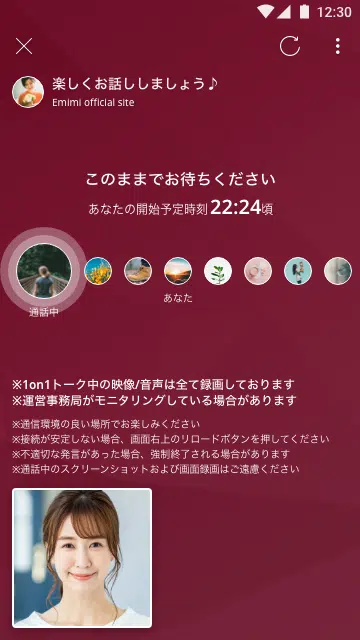 12:30
楽しくお話ししましょう♪
Emimi official site
このままでお待ちください
あなたの開始予定時刻 22:24頃
通話中
あなた
※1on1トーク中の映像/音声は全て録画しております
※運営事務局がモニタリングしている場合があります
※通信環境の良い場所でお楽しみください
※接続が安定しない場合、画面右上のリロードボタンを押してください
※不適切な発言があった場合、強制終了される場合があります
※通話中のスクリーンショットおよび画面録画はご遠慮ください